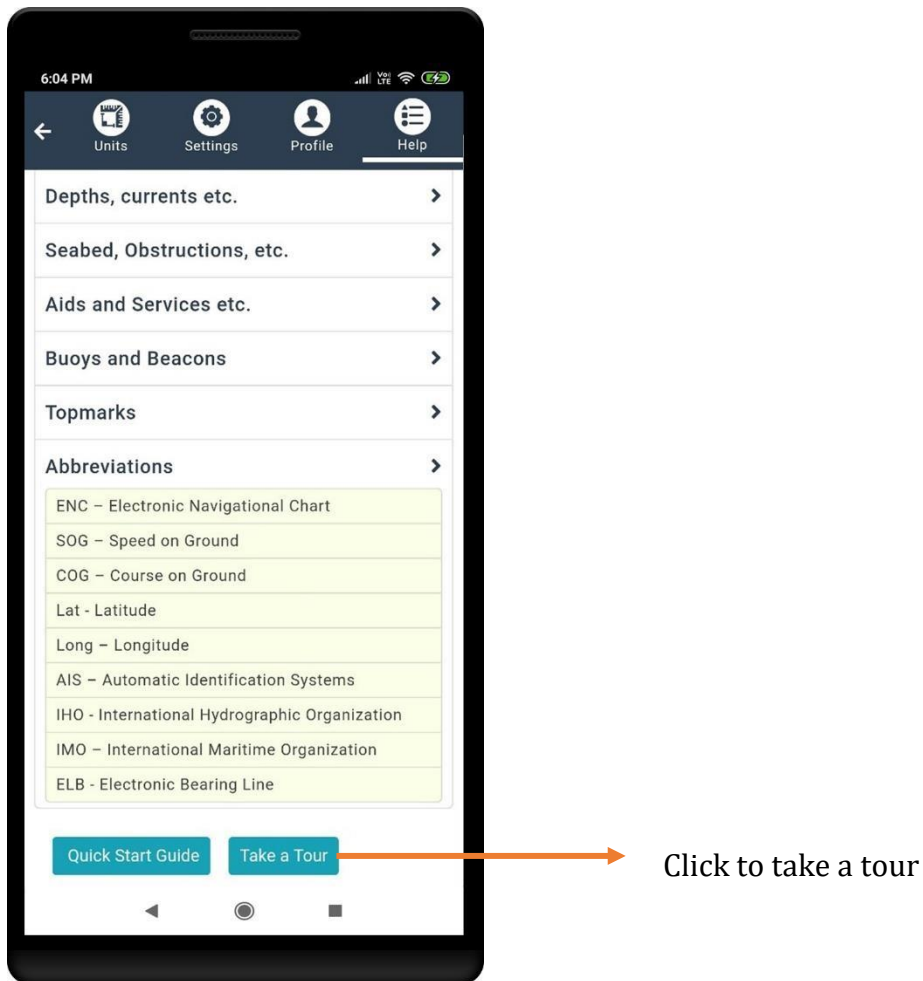 6:04 PM
Vo) LTE
Units Settings Profile Help
Depths, currents etc.
Seabed, Obstructions, etc.
Aids and Services etc.
Buoys and Beacons
Topmarks
Abbreviations
ENC – Electronic Navigational Chart
SOG – Speed on Ground
COG – Course on Ground
Lat - Latitude
Long – Longitude
AIS – Automatic Identification Systems
IHO - International Hydrographic Organization
IMO – International Maritime Organization
ELB - Electronic Bearing Line
Quick Start Guide Take a Tour
Click to take a tour